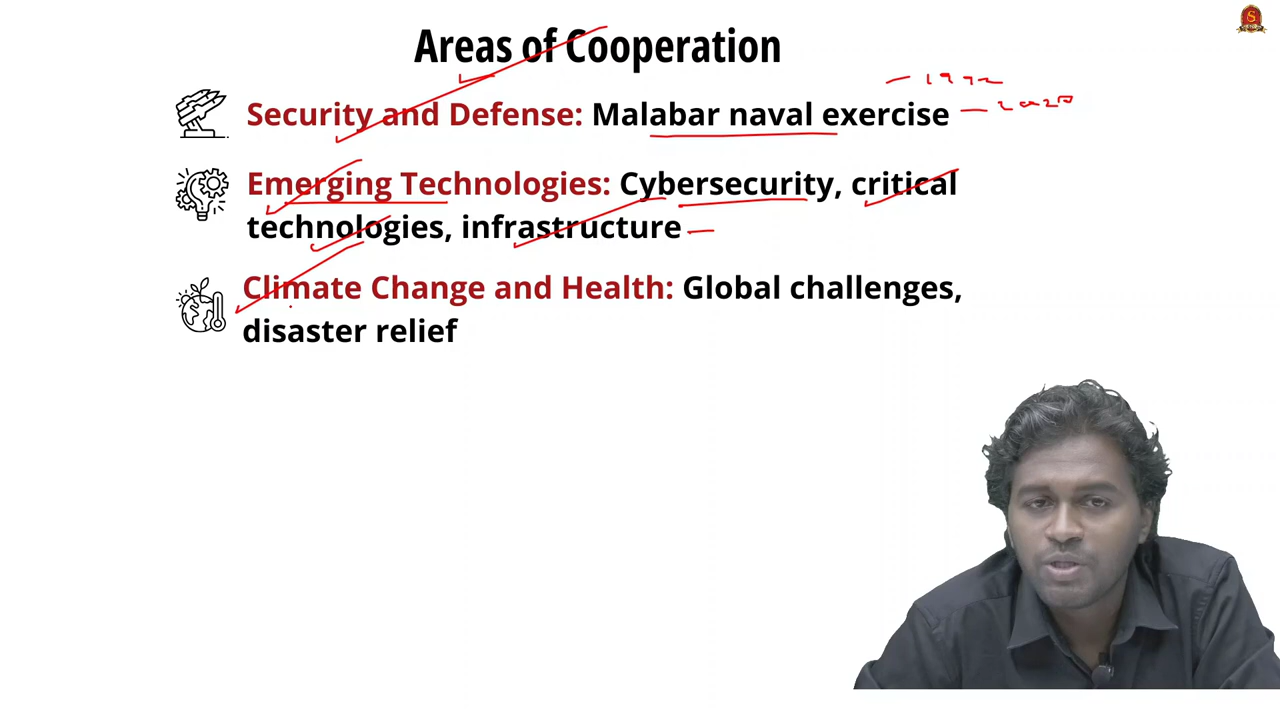 Areas of Cooperation
- 1992
Security and Defense: Malabar naval exercise - 2020
Emerging Technologies: Cybersecurity, critical
technologies, infrastructure -
Climate Change and Health: Global challenges,
disaster relief